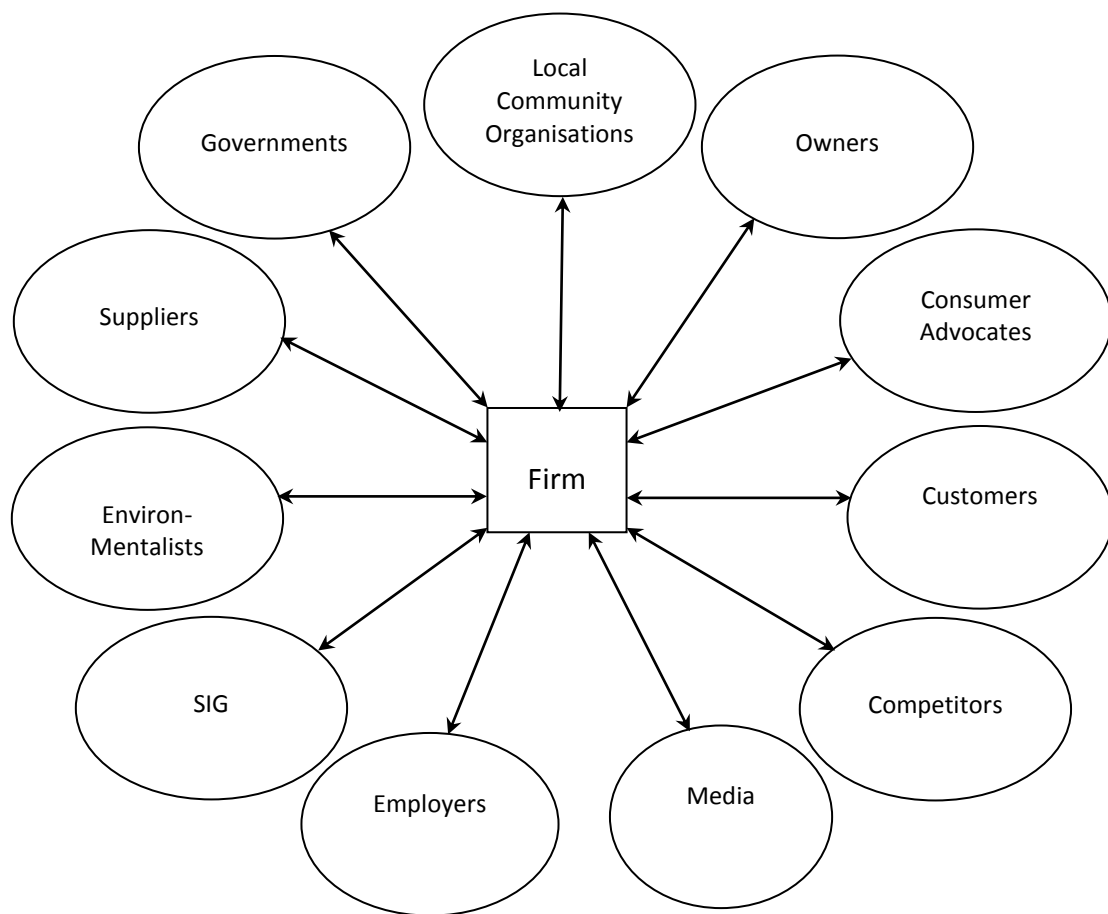 Local
Community
Organisations
Governments
Owners
Suppliers
Consumer
Advocates
Firm
Customers
Environ-
Mentalists
SIG
Competitors
Employers
Media